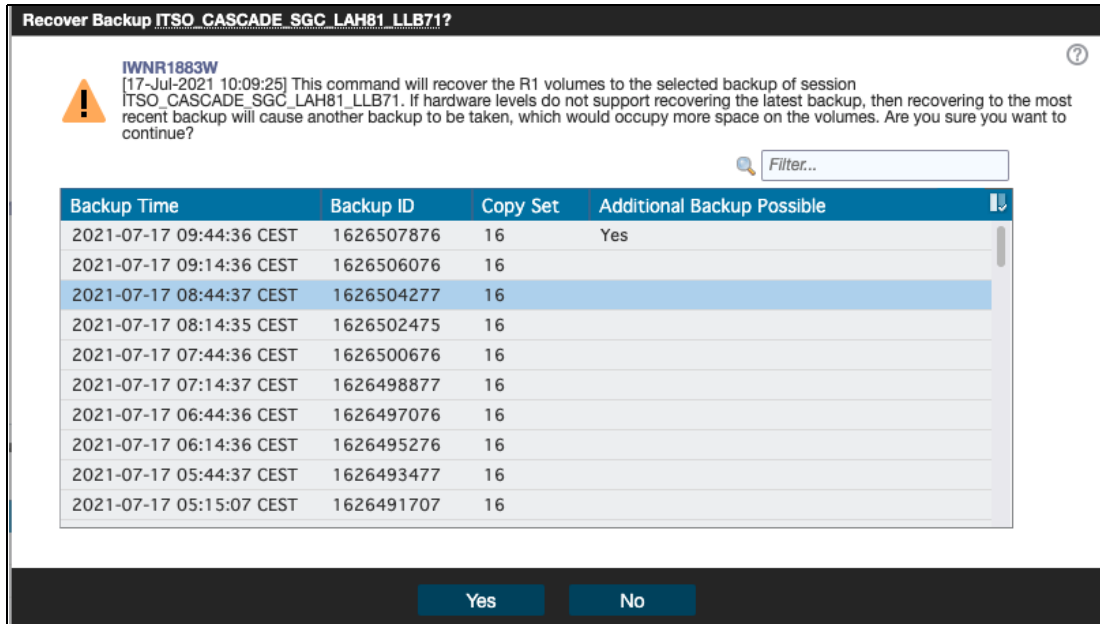 Recover Backup ITSO_CASCADE_SGC_LAH81_LLB71?
IWNR1883W
[17-Jul-2021 10:09:25] This command will recover the R1 volumes to the selected backup of session
ITSO_CASCADE_SGC_LAH81_LLB71. If hardware levels do not support recovering the latest backup, then recovering to the most
recent backup will cause another backup to be taken, which would occupy more space on the volumes. Are you sure you want to
continue?
Filter...
Backup Time Backup ID Copy Set Additional Backup Possible
2021-07-17 09:44:36 CEST 1626507876 16 Yes
2021-07-17 09:14:36 CEST 1626506076 16
2021-07-17 08:44:37 CEST 1626504277 16
2021-07-17 08:14:35 CEST 1626502475 16
2021-07-17 07:44:36 CEST 1626500676 16
2021-07-17 07:14:37 CEST 1626498877 16
2021-07-17 06:44:36 CEST 1626497076 16
2021-07-17 06:14:36 CEST 1626495276 16
2021-07-17 05:44:37 CEST 1626493477 16
2021-07-17 05:15:07 CEST 1626491707 16
Yes No